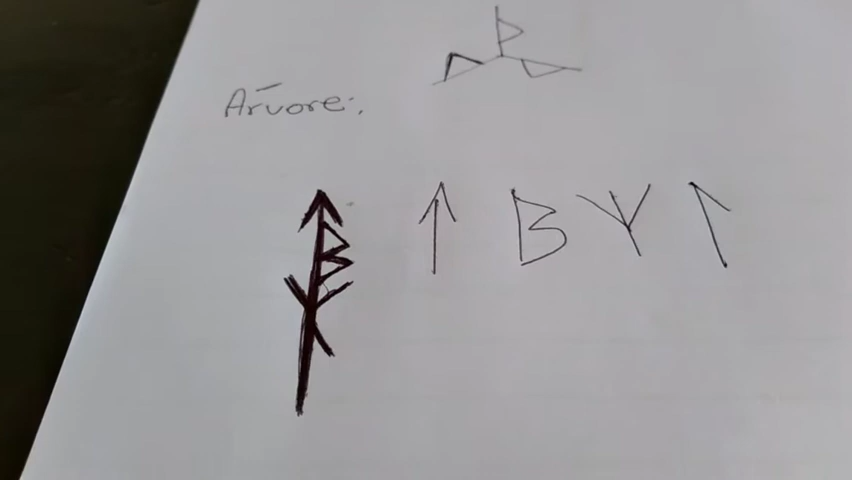 Árvore:.
↑ B ᛉ ↿